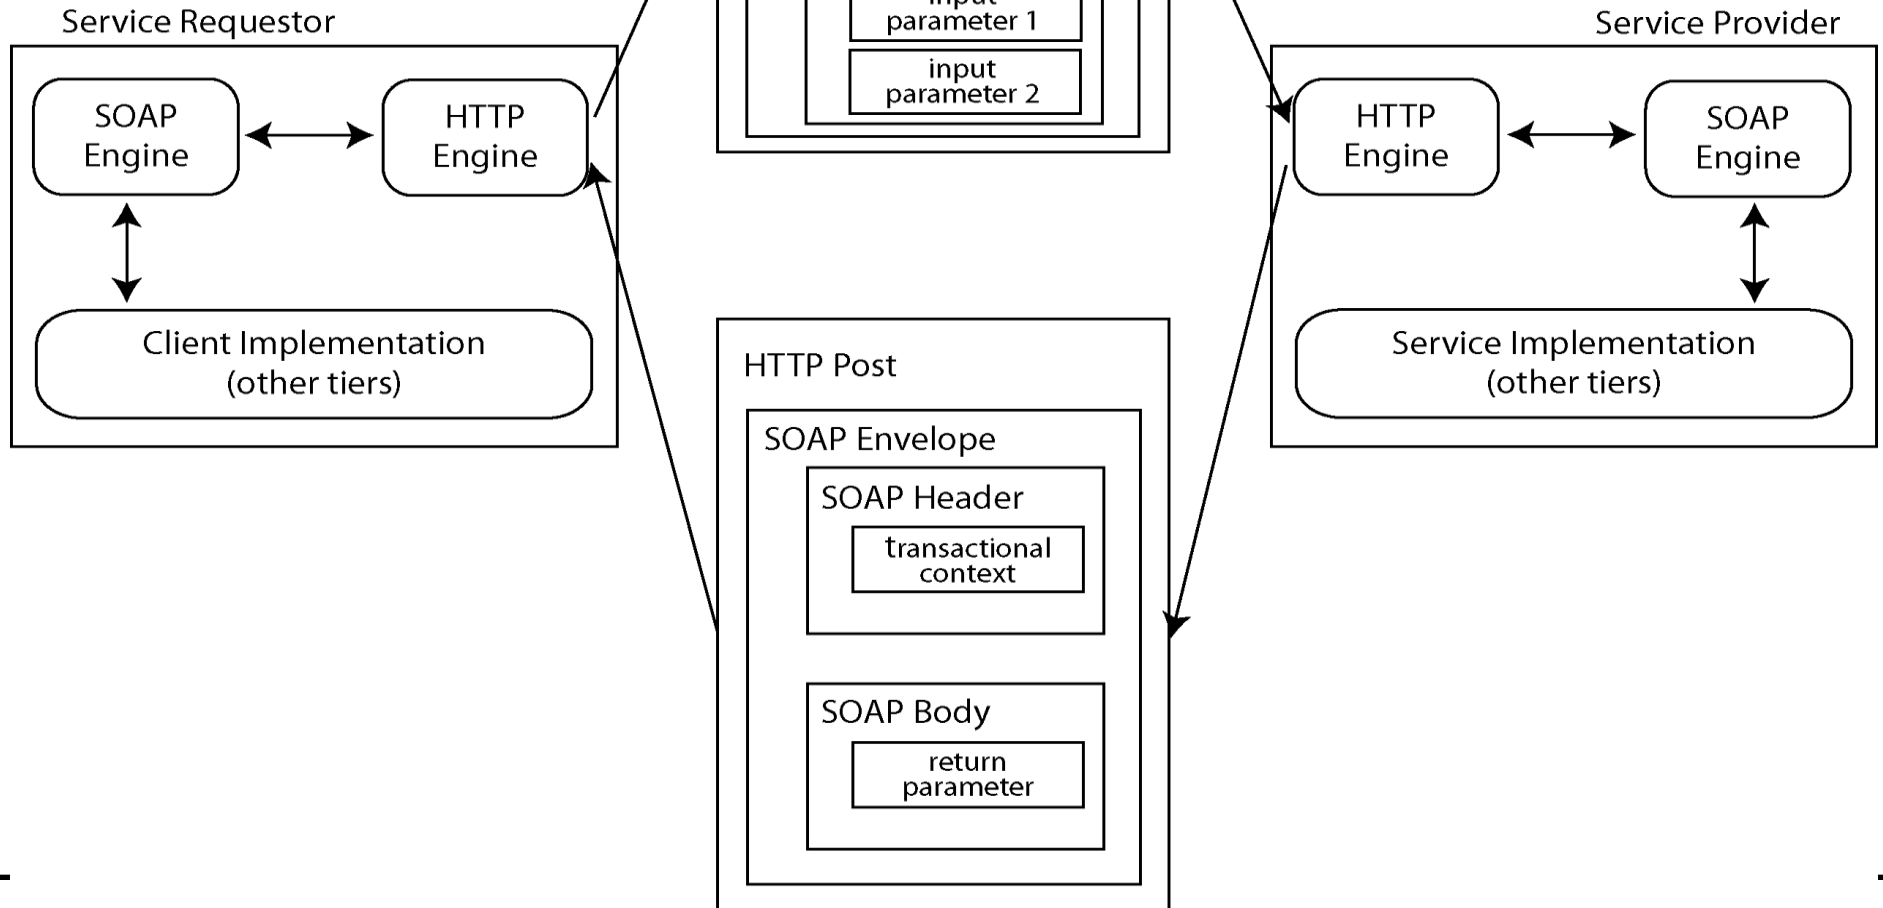 Service Requestor
SOAP
Engine
HTTP
Engine
Client Implementation
(other tiers)
input
parameter 1
input
parameter 2
HTTP Post
SOAP Envelope
SOAP Header
transactional
context
SOAP Body
return
parameter
Service Provider
HTTP
Engine
SOAP
Engine
Service Implementation
(other tiers)